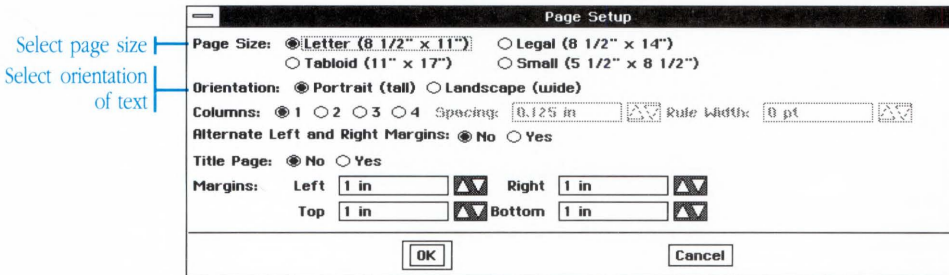 Page Setup
Select page size
Page Size: Letter (8 1/2" x 11") Legal (8 1/2" x 14")
Tabloid (11" x 17") Small (5 1/2" x 8 1/2")
Select orientation
of text
Orientation: Portrait (tall) Landscape (wide)
Columns: 1 2 3 4 Spacing: 0.125 in Rule Width: 0 pt
Alternate Left and Right Margins: No Yes
Title Page: No Yes
Margins: Left 1 in Right 1 in
Top 1 in Bottom 1 in
OK Cancel